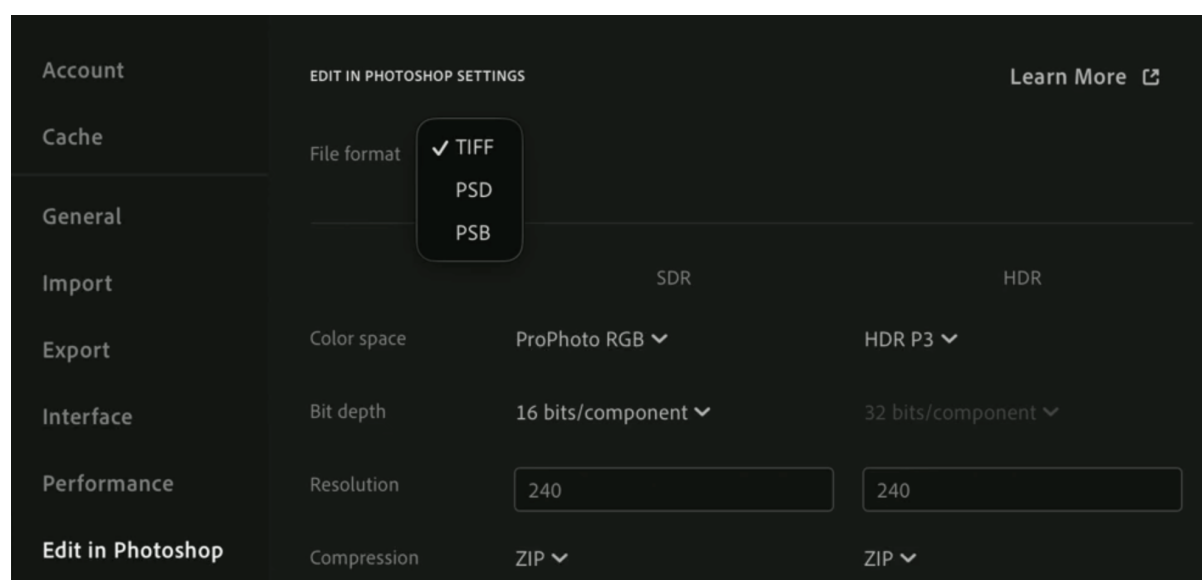 Account
Cache
General
Import
Export
Interface
Performance
Edit in Photoshop
EDIT IN PHOTOSHOP SETTINGS
Learn More
File format
TIFF
PSD
PSB
SDR HDR
Color space ProPhoto RGB HDR P3
Bit depth 16 bits/component 32 bits/component
Resolution 240 240
Compression ZIP ZIP